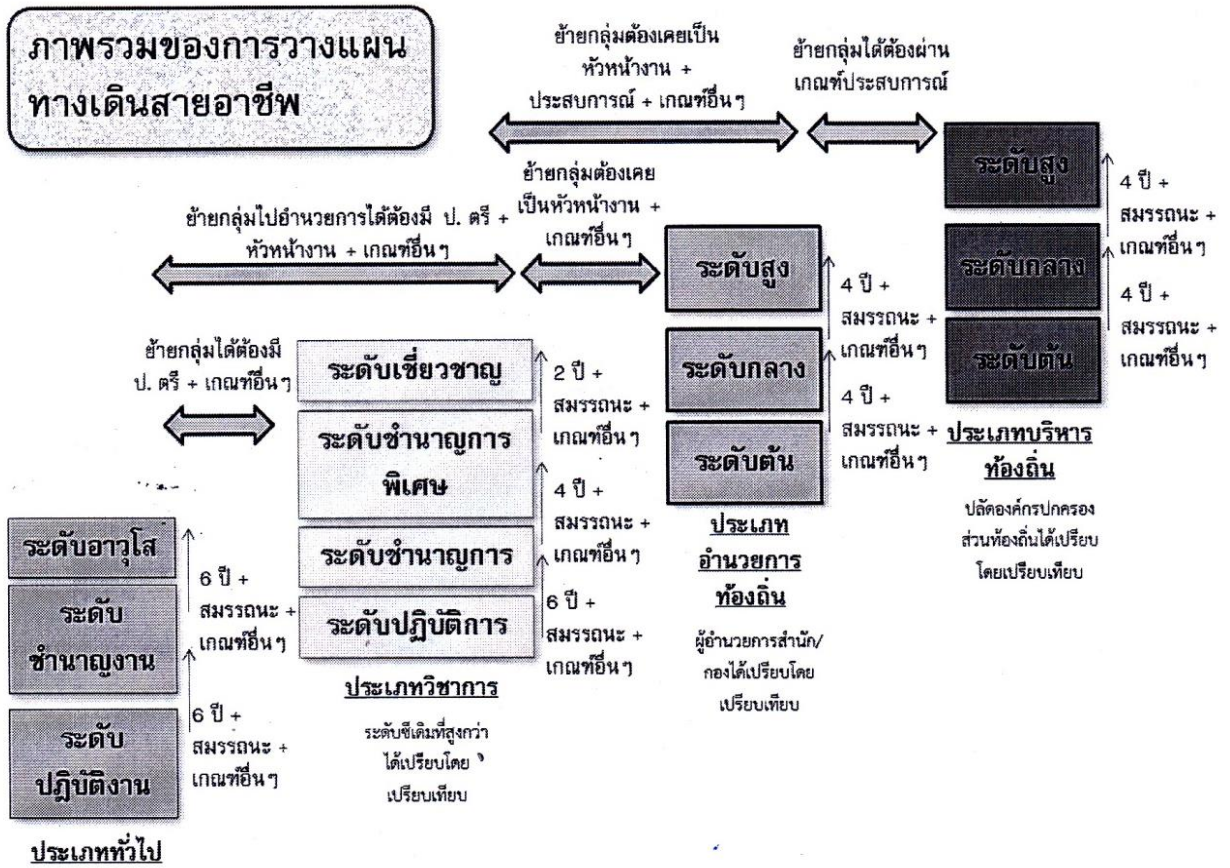 ภาพรวมของการวางแผน
ทางเดินสายอาชีพ
ย้ายกลุ่มต้องเคยเป็น
หัวหน้างาน +
ประสบการณ์ + เกณฑ์อื่นๆ
ย้ายกลุ่มได้ต้องผ่าน
เกณฑ์ประสบการณ์
ย้ายกลุ่มไปอำนวยการได้ต้องมี ป. ตรี +
หัวหน้างาน + เกณฑ์อื่นๆ
ย้ายกลุ่มต้องเคย
เป็นหัวหน้างาน +
เกณฑ์อื่นๆ
ย้ายกลุ่มได้ต้องมี
ป. ตรี + เกณฑ์อื่นๆ
ระดับอาวุโส
ระดับ
ชำนาญงาน
ระดับ
ปฏิบัติงาน
6 ปี +
สมรรถนะ +
เกณฑ์อื่นๆ
6 ปี +
สมรรถนะ +
เกณฑ์อื่นๆ
ประเภททั่วไป
ระดับเชี่ยวชาญ
ระดับชำนาญการ
พิเศษ
ระดับชำนาญการ
ระดับปฏิบัติการ
2 ปี +
สมรรถนะ +
เกณฑ์อื่นๆ
4 ปี +
สมรรถนะ +
เกณฑ์อื่นๆ
6 ปี +
สมรรถนะ +
เกณฑ์อื่นๆ
ประเภทวิชาการ
ระดับซีเดิมที่สูงกว่า
ได้เปรียบโดย
เปรียบเทียบ
ระดับสูง
ระดับกลาง
ระดับต้น
4 ปี +
สมรรถนะ +
เกณฑ์อื่นๆ
4 ปี +
สมรรถนะ +
เกณฑ์อื่นๆ
ประเภท
อำนวยการ
ท้องถิ่น
ผู้อำนวยการสำนัก/
กองได้เปรียบโดย
เปรียบเทียบ
ระดับสูง
ระดับกลาง
ระดับต้น
4 ปี +
สมรรถนะ +
เกณฑ์อื่นๆ
4 ปี +
สมรรถนะ +
เกณฑ์อื่นๆ
ประเภทบริหาร
ท้องถิ่น
ปลัดองค์กรปกครอง
ส่วนท้องถิ่นได้เปรียบ
โดยเปรียบเทียบ